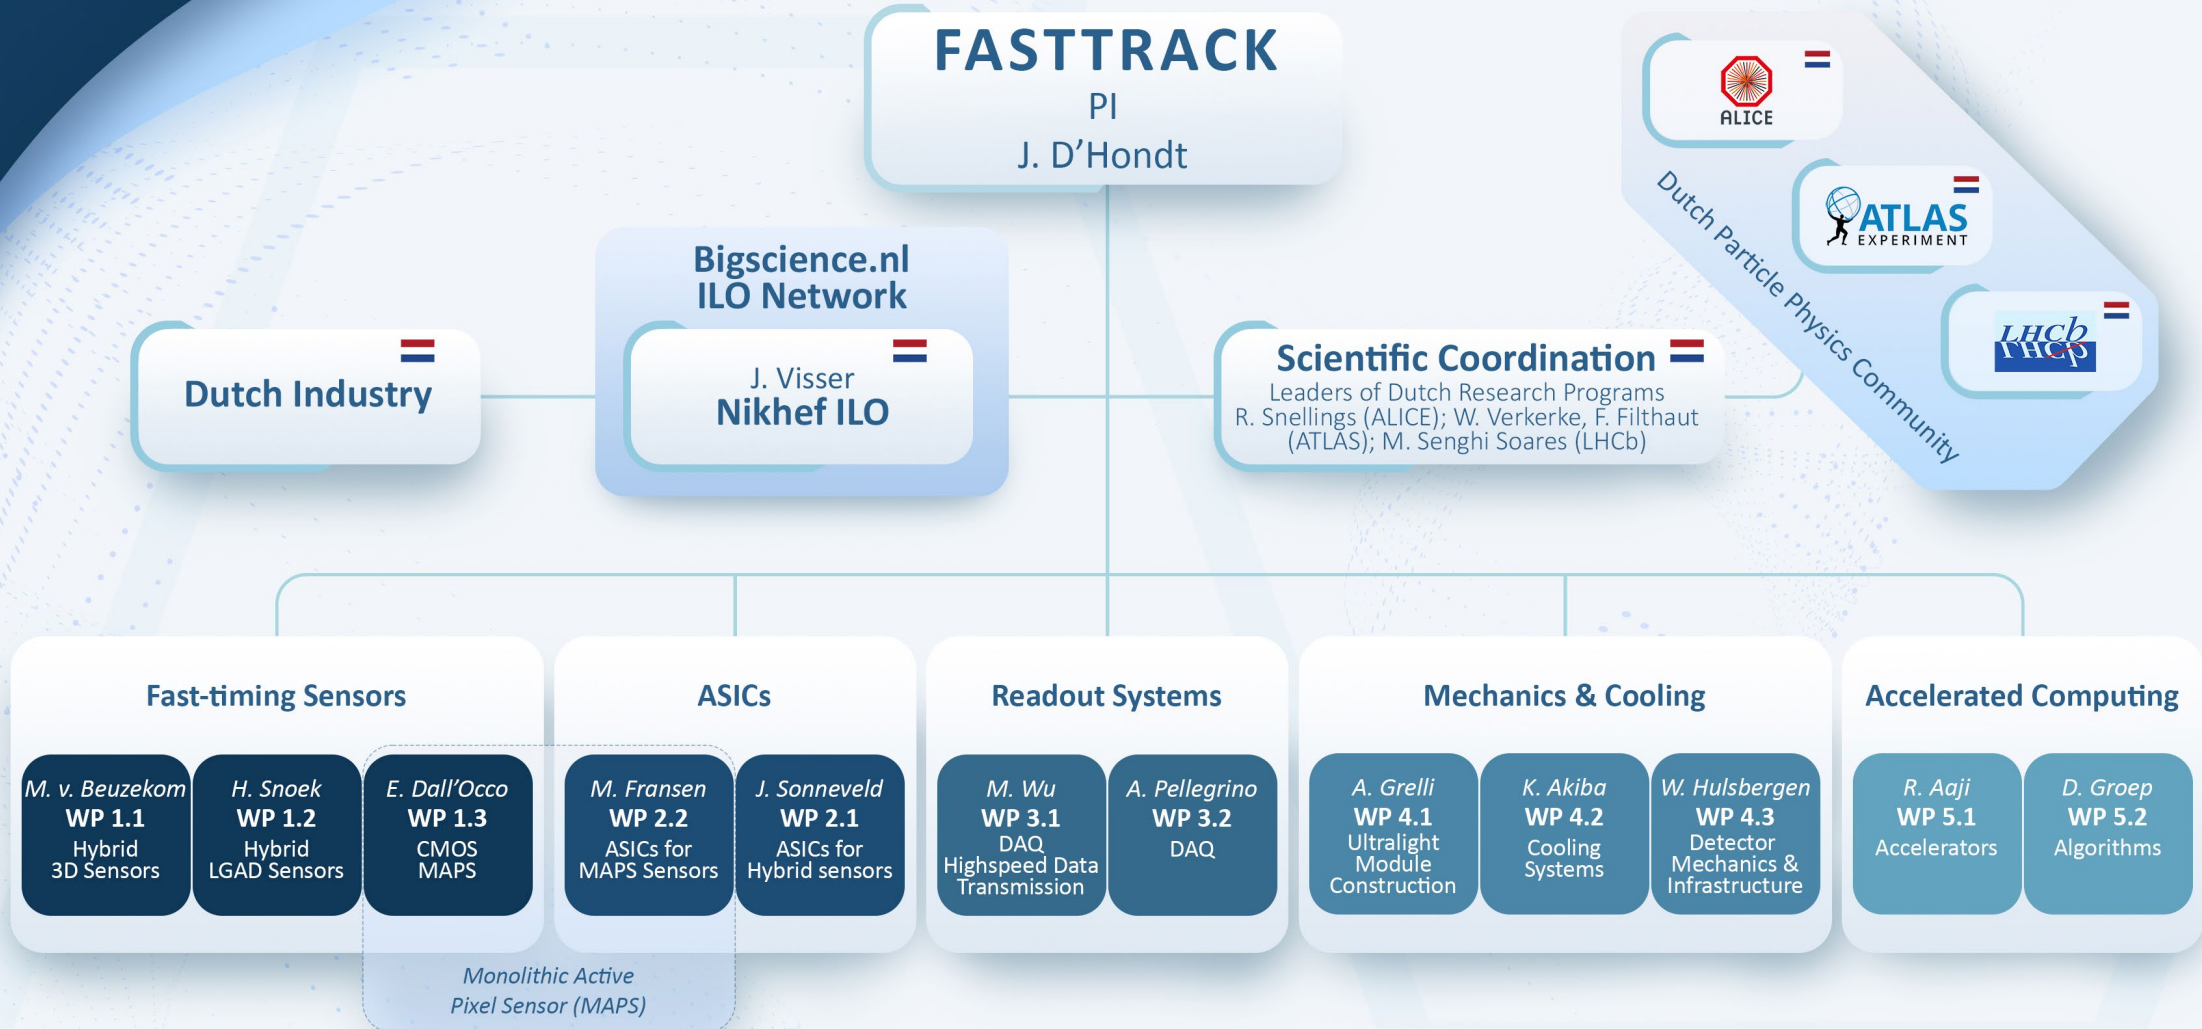 FASTTRACK
PI
J. D'Hondt
ALICE
ATLAS
EXPERIMENT
LHCb
LHCb
Dutch Particle Physics Community
Bigscience.nl
ILO Network
J. Visser
Nikhef ILO
Dutch Industry
Scientific Coordination
Leaders of Dutch Research Programs
R. Snellings (ALICE); W. Verkerke, F. Filthaut
(ATLAS); M. Senghi Soares (LHCb)
Fast-timing Sensors
M. v. Beuzekom
WP 1.1
Hybrid
3D Sensors
H. Snoek
WP 1.2
Hybrid
LGAD Sensors
E. Dall'Occo
WP 1.3
CMOS
MAPS
ASICs
M. Fransen
WP 2.2
ASICs for
MAPS Sensors
J. Sonneveld
WP 2.1
ASICs for
Hybrid sensors
Monolithic Active
Pixel Sensor (MAPS)
Readout Systems
M. Wu
WP 3.1
DAQ
Highspeed Data
Transmission
A. Pellegrino
WP 3.2
DAQ
Mechanics & Cooling
A. Grelli
WP 4.1
Ultralight
Module
Construction
K. Akiba
WP 4.2
Cooling
Systems
W. Hulsbergen
WP 4.3
Detector
Mechanics &
Infrastructure
Accelerated Computing
R. Aaji
WP 5.1
Accelerators
D. Groep
WP 5.2
Algorithms